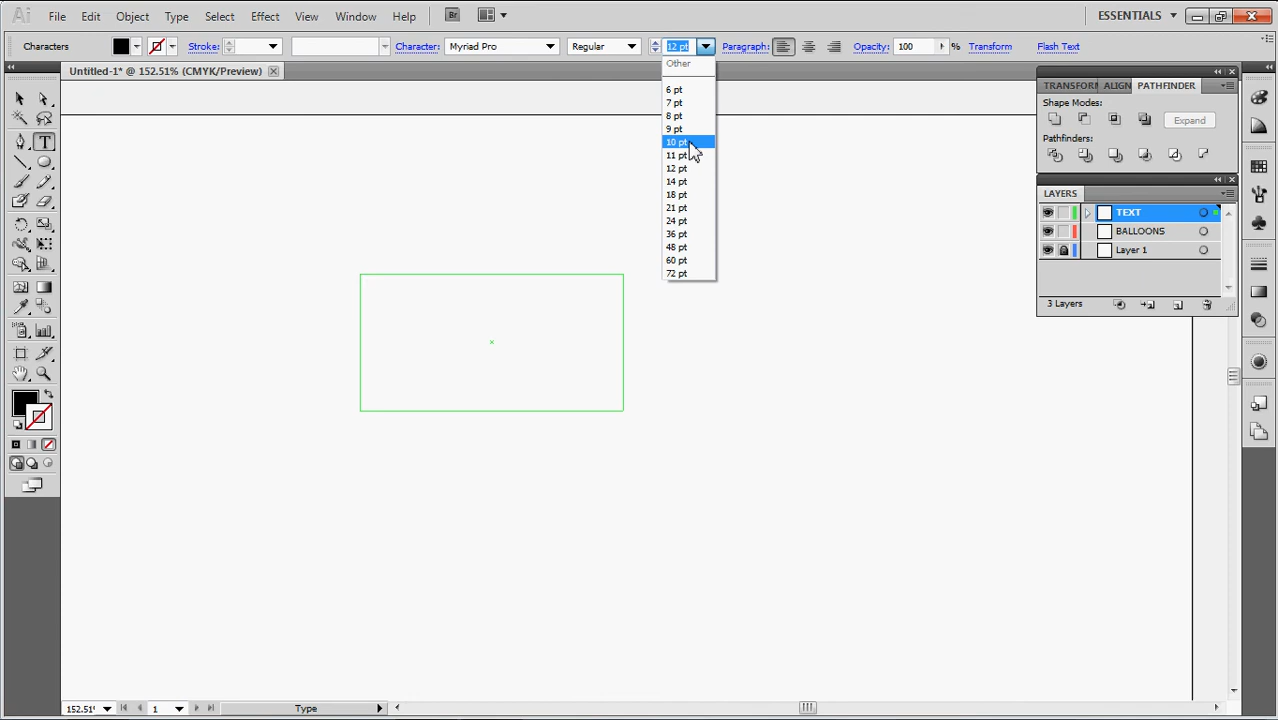 Ai File Edit Object Type Select Effect View Window Help Br ESSENTIALS
Characters Stroke: Character: Myriad Pro Regular 12 pt Paragraph: Opacity: 100 % Transform Flash Text
Untitled-1* @ 152.51% (CMYK/Preview)
Other
6 pt
7 pt
8 pt
9 pt
10 pt
11 pt
12 pt
14 pt
18 pt
21 pt
24 pt
36 pt
48 pt
60 pt
72 pt
TRANSFORM ALIGN PATHFINDER
Shape Modes:
Expand
Pathfinders:
LAYERS
TEXT
BALLOONS
Layer 1
3 Layers
T
152.51% 1 Type